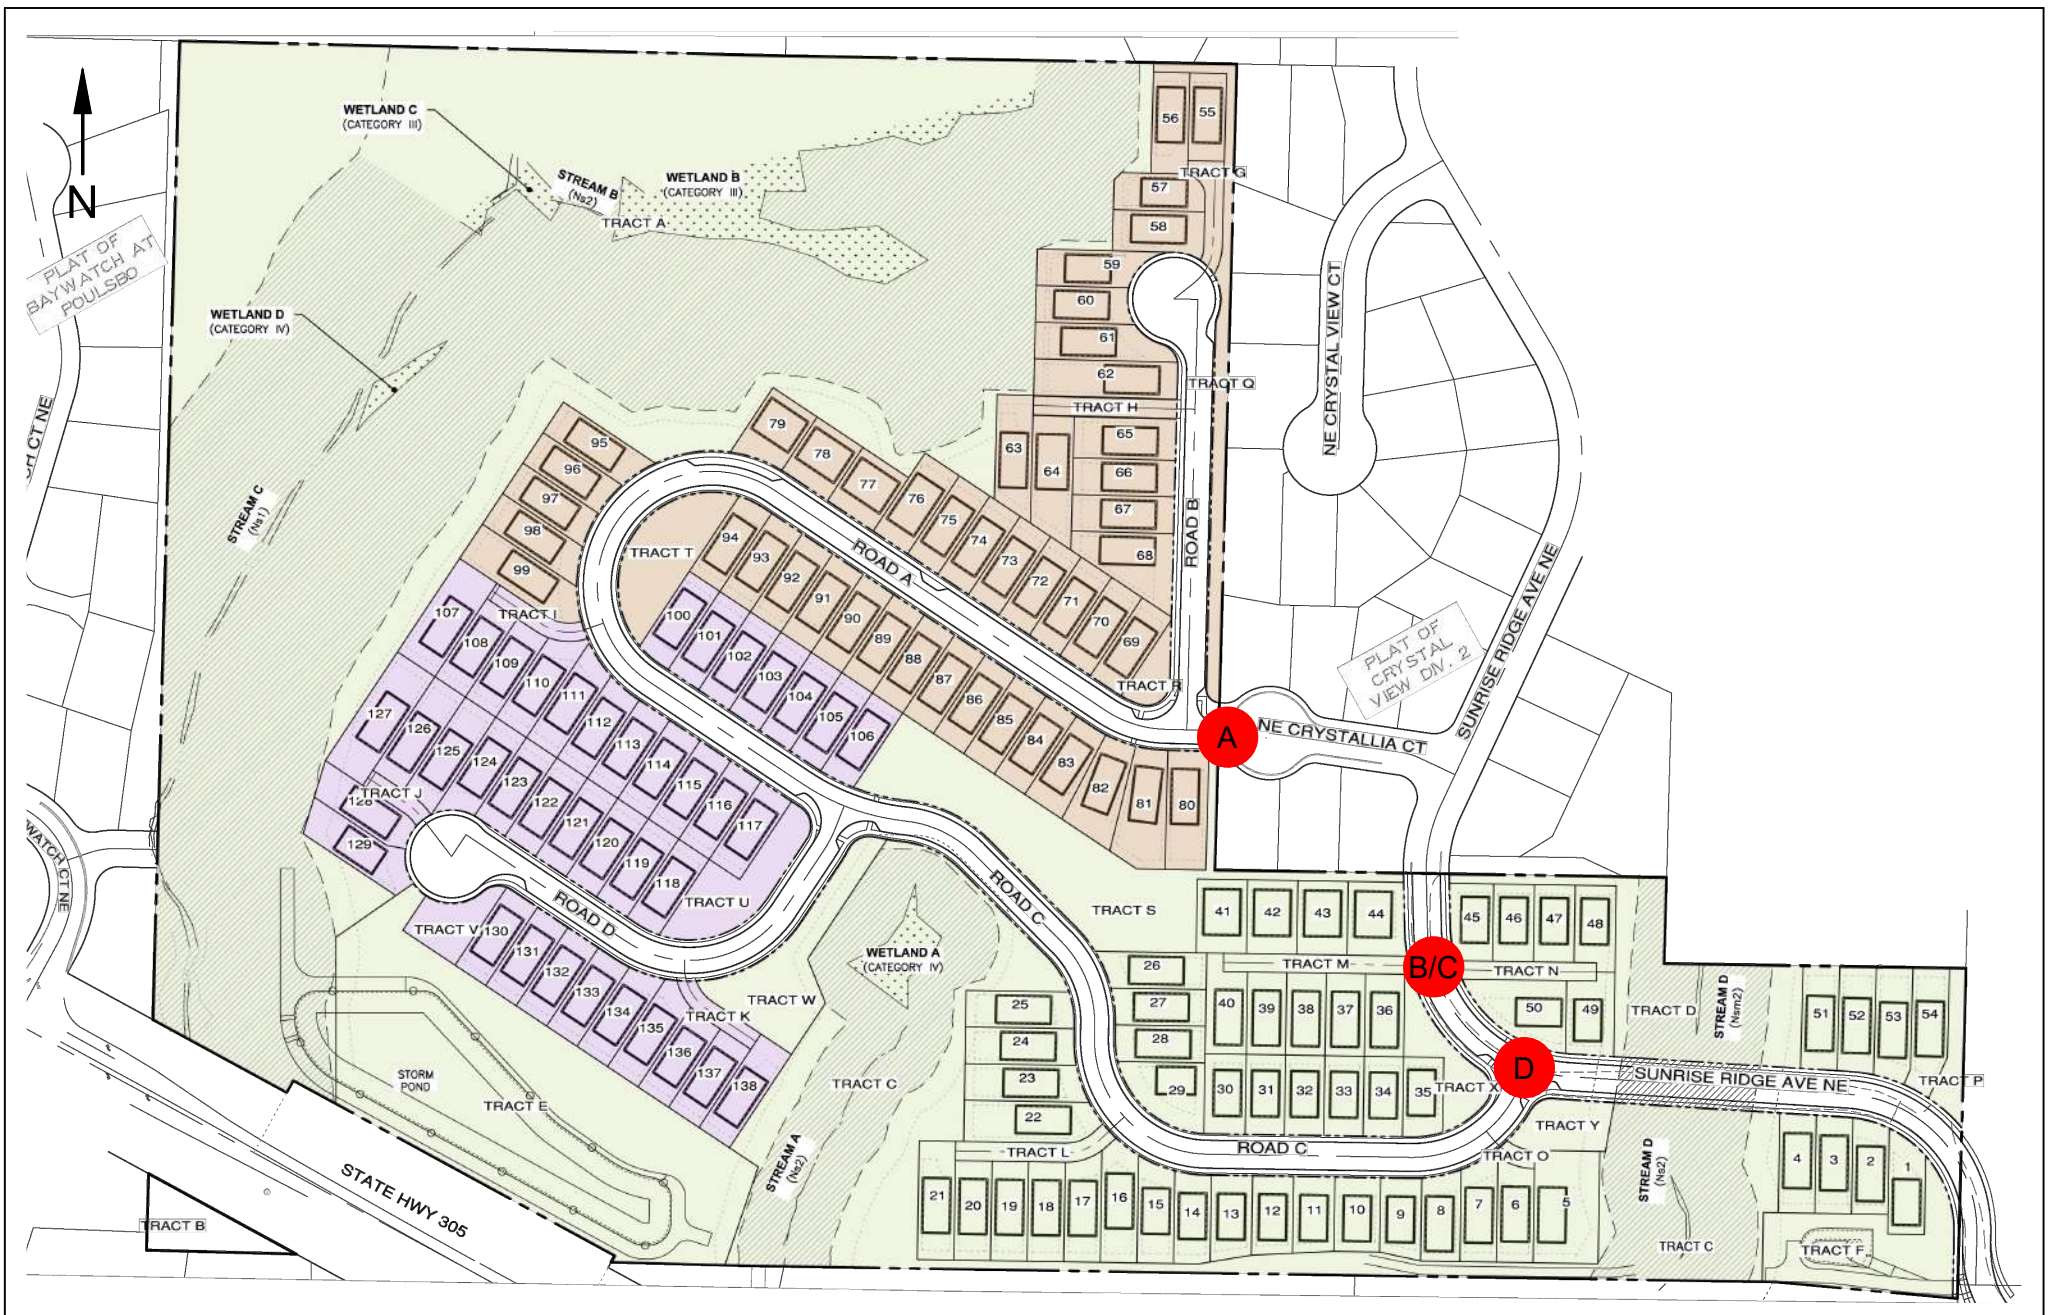 N
WETLAND C
(CATEGORY III)
STREAM B
(Ns2)
WETLAND B
(CATEGORY III)
TRACT A
PLAT OF
BAYWATCH AT
POULSBO
WETLAND D
(CATEGORY IV)
STREAM C
(Ns1)
CH CT NE
WATCH CT NE
56
55
TRACT G
57
58
59
60
61
62
TRACT Q
TRACT H
63
64
65
66
67
68
ROAD B
NE CRYSTAL VIEW CT
SUNRISE RIDGE AVE NE
PLAT OF
CRYSTAL
VIEW DIV. 2
NE CRYSTALLIA CT
A
79
78
77
76
75
74
73
72
71
70
69
TRACT R
ROAD A
95
96
97
98
99
TRACT T
TRACT I
94
93
92
91
90
89
88
87
86
85
84
83
82
81
80
100
101
102
103
104
105
106
107
108
109
110
111
112
113
114
115
116
117
127
126
125
124
123
122
121
120
119
118
TRACT J
128
129
TRACT U
ROAD D
TRACT V
130
131
132
133
134
135
136
137
138
TRACT K
TRACT W
ROAD C
WETLAND A
(CATEGORY IV)
TRACT S
41
42
43
44
45
46
47
48
TRACT M
B/C
TRACT N
26
27
28
29
25
24
23
22
40
39
38
37
36
50
49
TRACT D
STREAM D
(Nsm2)
51
52
53
54
30
31
32
33
34
35
TRACT X
D
SUNRISE RIDGE AVE NE
TRACT P
TRACT Y
TRACT C
STREAM A
(Ns2)
TRACT L
ROAD C
TRACT O
STREAM D
(Ns2)
4
3
2
1
21
20
19
18
17
16
15
14
13
12
11
10
9
8
7
6
5
TRACT C
TRACT F
STORM
POND
TRACT E
STATE HWY 305
TRACT B